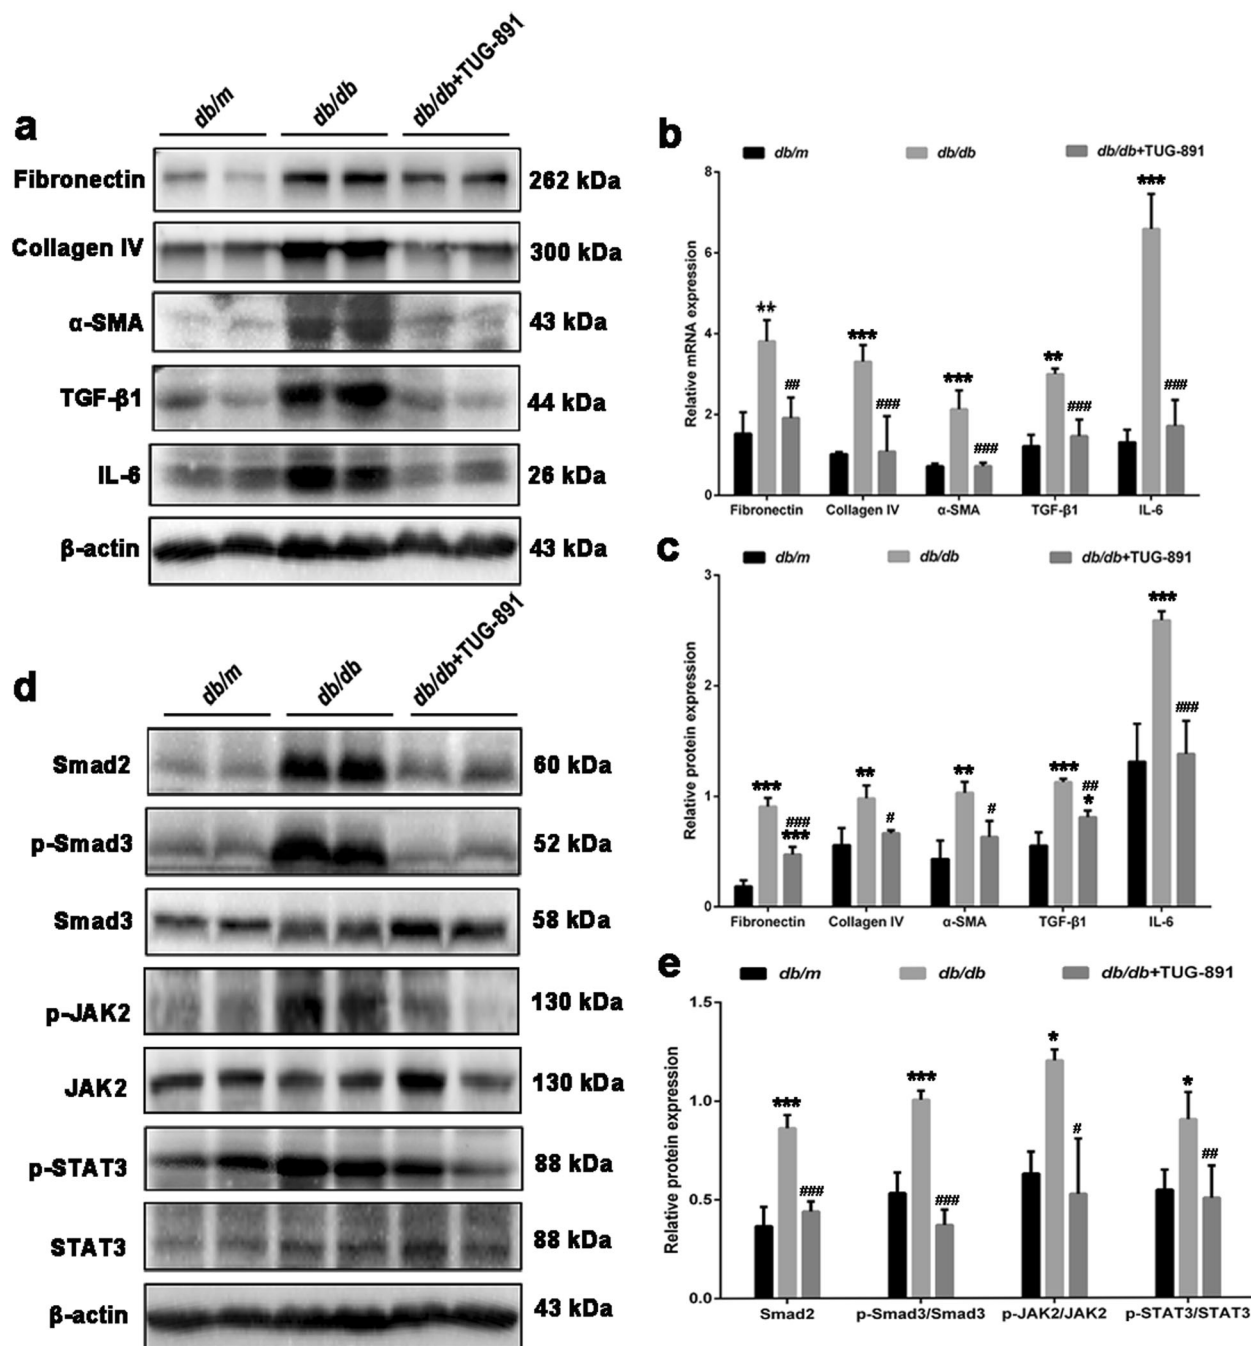 a
db/m db/db db/db+TUG-891
Fibronectin 262 kDa
Collagen IV 300 kDa
α-SMA 43 kDa
TGF-β1 44 kDa
IL-6 26 kDa
β-actin 43 kDa
b
db/m db/db db/db+TUG-891
Relative mRNA expression
8
6
4
2
0
** ## *** ### *** ### ** ### *** ###
Fibronectin Collagen IV α-SMA TGF-β1 IL-6
c
db/m db/db db/db+TUG-891
Relative protein expression
3
2
1
0
*** ### *** ** # ** # *** ## * *** ###
Fibronectin Collagen IV α-SMA TGF-β1 IL-6
d
db/m db/db db/db+TUG-891
Smad2 60 kDa
p-Smad3 52 kDa
Smad3 58 kDa
p-JAK2 130 kDa
JAK2 130 kDa
p-STAT3 88 kDa
STAT3 88 kDa
β-actin 43 kDa
e
db/m db/db db/db+TUG-891
Relative protein expression
1.5
1.0
0.5
0.0
*** ### *** ### * # * ##
Smad2 p-Smad3/Smad3 p-JAK2/JAK2 p-STAT3/STAT3